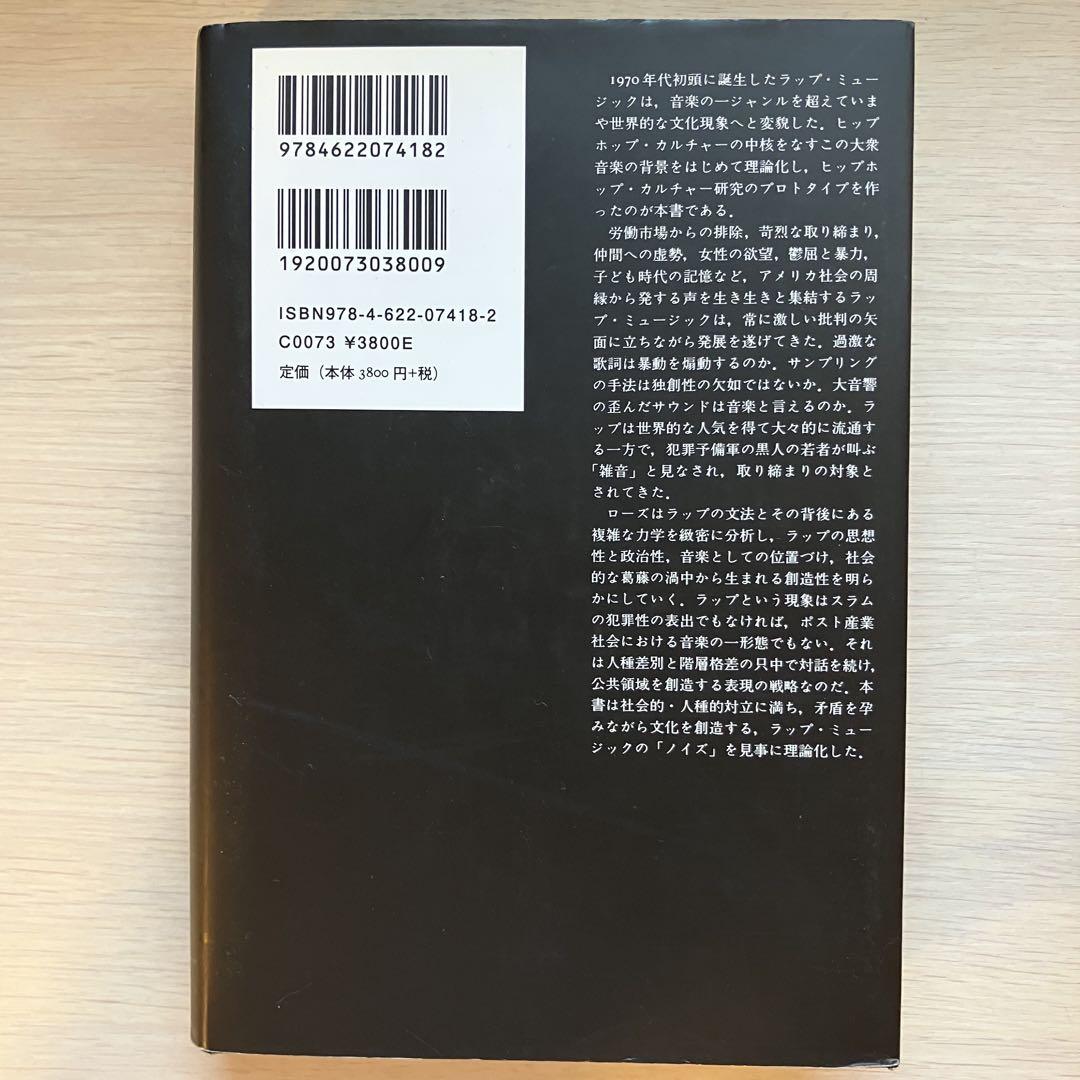 9784622074182
1920073038009
ISBN978-4-622-07418-2
C0073 ¥3800E
定価（本体 3800 円+税）
1970年代初頭に誕生したラップ・ミュー
ジックは，音楽の一ジャンルを超えていま
や世界的な文化現象へと変貌した．ヒップ
ホップ・カルチャーの中核をなすこの大衆
音楽の背景をはじめて理論化し，ヒップホ
ップ・カルチャー研究のプロトタイプを作
ったのが本書である．
労働市場からの排除，苛烈な取り締まり，
仲間への虚勢，女性の欲望，鬱屈と暴力，
子ども時代の記憶など，アメリカ社会の周
縁から発する声を生き生きと集結するラッ
プ・ミュージックは，常に激しい批判の矢
面に立ちながら発展を遂げてきた．過激な
歌詞は暴動を煽動するのか．サンプリング
の手法は独創性の欠如ではないか．大音響
の歪んだサウンドは音楽と言えるのか．ラ
ップは世界的な人気を得て大々的に流通す
る一方で，犯罪予備軍の黒人の若者が叫ぶ
「雑音」と見なされ，取り締まりの対象と
されてきた．
ローズはラップの文法とその背後にある
複雑な力学を緻密に分析し，ラップの思想
性と政治性，音楽としての位置づけ，社会
的な葛藤の渦中から生まれる創造性を明ら
かにしていく．ラップという現象はスラム
の犯罪性の表出でもなければ，ポスト産業
社会における音楽の一形態でもない．それ
は人種差別と階層格差の只中で対話を続け，
公共領域を創造する表現の戦略なのだ．本
書は社会的・人種的対立に満ち，矛盾を孕
みながら文化を創造する，ラップ・ミュー
ジックの「ノイズ」を見事に理論化した．